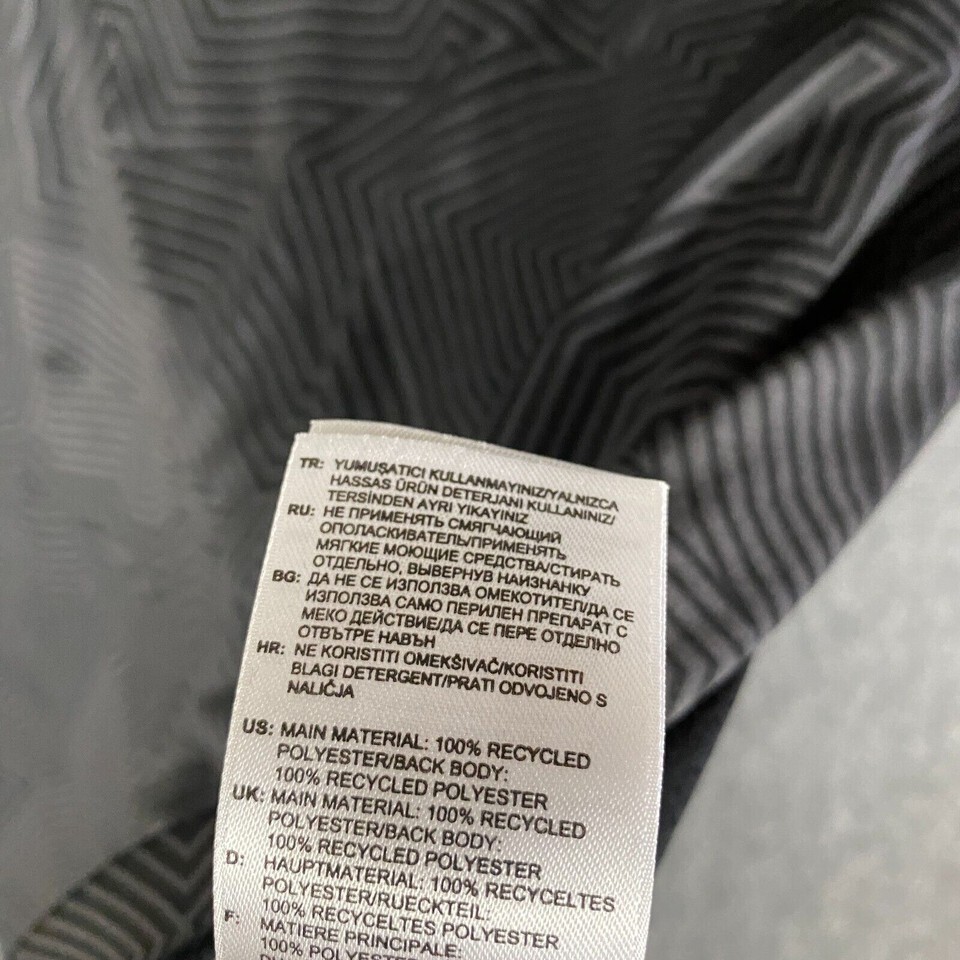 TR: YUMUŞATICI KULLANMAYINIZ/YALNIZCA
HASSAS ÜRÜN DETERJANI KULLANINIZ/
TERSİNDEN AYRI YIKAYINIZ
RU: НЕ ПРИМЕНЯТЬ СМЯГЧАЮЩИЙ
ОПОЛАСКИВАТЕЛЬ/ПРИМЕНЯТЬ
МЯГКИЕ МОЮЩИЕ СРЕДСТВА/СТИРАТЬ
ОТДЕЛЬНО, ВЫВЕРНУВ НАИЗНАНКУ
BG: ДА НЕ СЕ ИЗПОЛЗВА ОМЕКОТИТЕЛ/ДА СЕ
ИЗПОЛЗВА САМО ПЕРИЛЕН ПРЕПАРАТ С
МЕКО ДЕЙСТВИЕ/ДА СЕ ПЕРЕ ОТДЕЛНО
ОТВЪТРЕ НАВЪН
HR: NE KORISTITI OMEKŠIVAČ/KORISTITI
BLAGI DETERGENT/PRATI ODVOJENO S
NALIČJA
US: MAIN MATERIAL: 100% RECYCLED
POLYESTER/BACK BODY:
100% RECYCLED POLYESTER
UK: MAIN MATERIAL: 100% RECYCLED
POLYESTER/BACK BODY:
100% RECYCLED POLYESTER
D: HAUPTMATERIAL: 100% RECYCELTES
POLYESTER/RUECKTEIL:
100% RECYCELTES POLYESTER
F: MATIERE PRINCIPALE:
100%